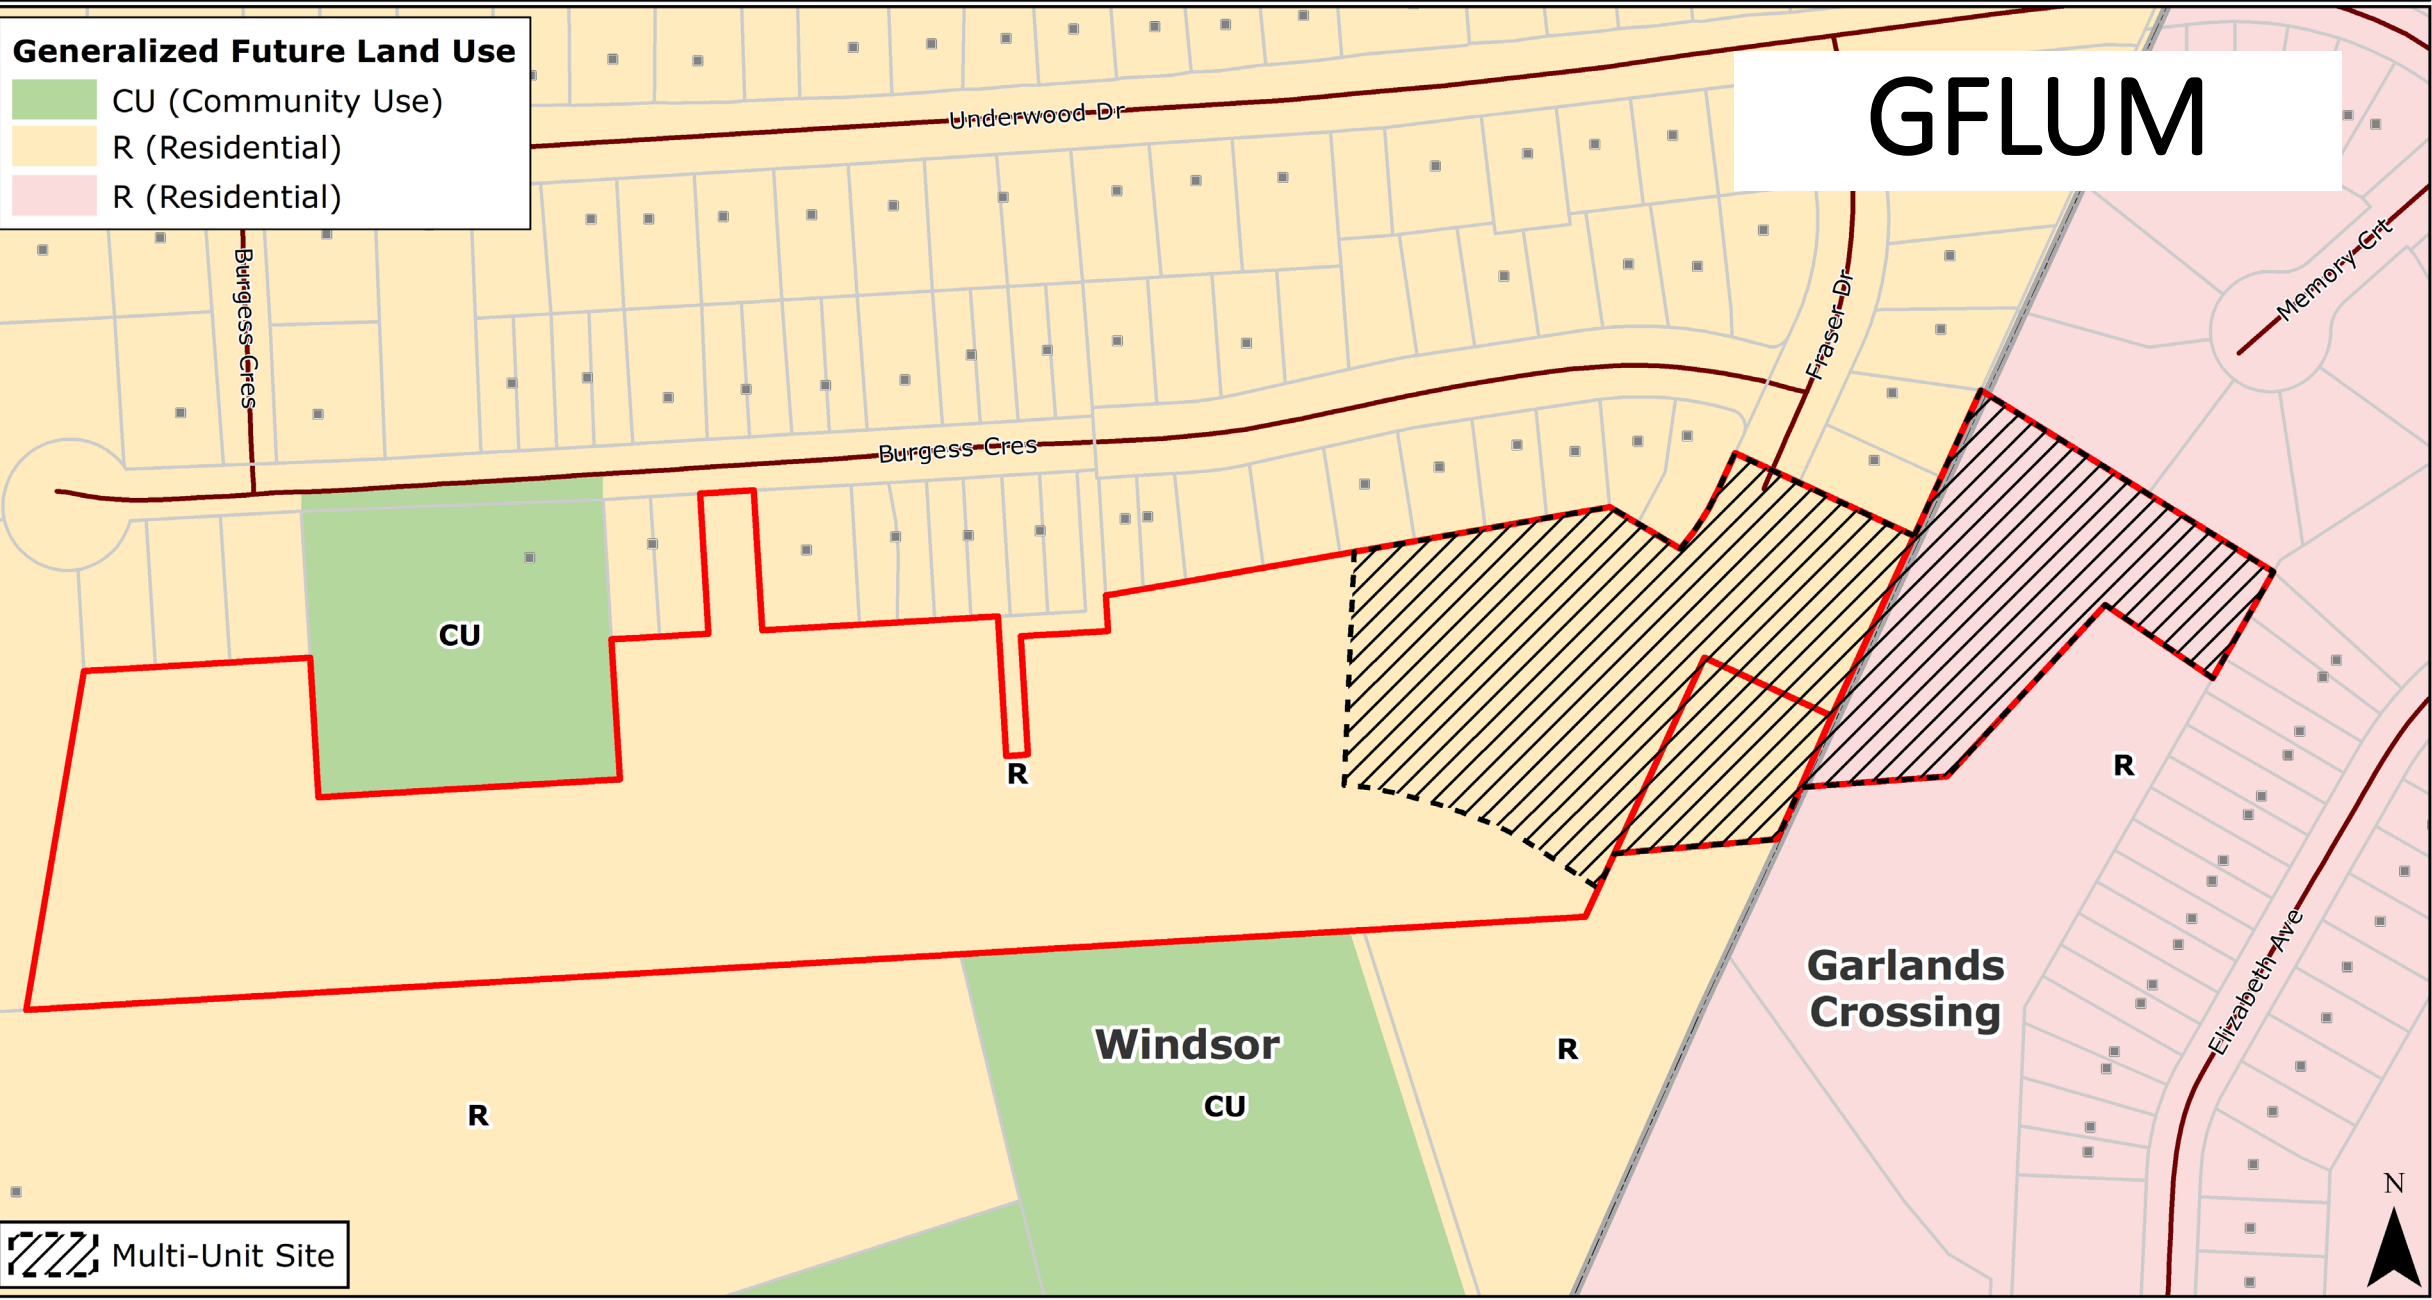 Generalized Future Land Use
CU (Community Use)
R (Residential)
R (Residential)
GFLUM
Underwood Dr
Burgess Cres
Fraser Dr
Memory Crt
Burgess Cres
CU
R
R
Garlands
Crossing
Elizabeth Ave
Windsor
CU
R
R
Multi-Unit Site
N